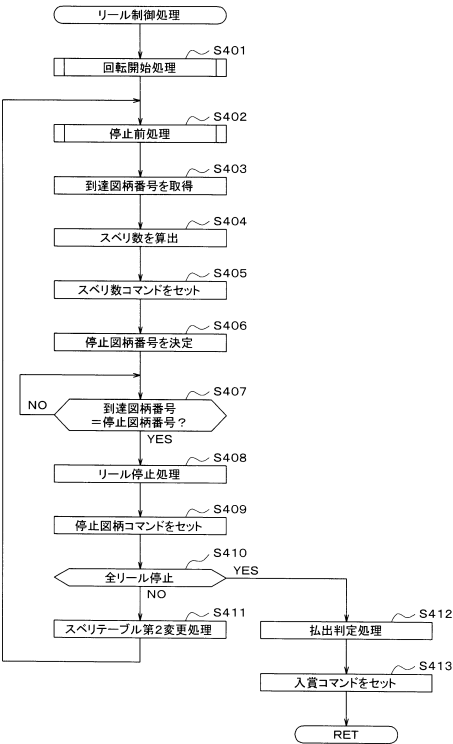 リール制御処理
S401
回転開始処理
S402
停止前処理
S403
到達図柄番号を取得
S404
スベリ数を算出
S405
スベリ数コマンドをセット
S406
停止図柄番号を決定
S407
NO
到達図柄番号
＝停止図柄番号？
YES
S408
リール停止処理
S409
停止図柄コマンドをセット
S410
全リール停止
YES
NO
S411
スベリテーブル第２変更処理
S412
払出判定処理
S413
入賞コマンドをセット
RET